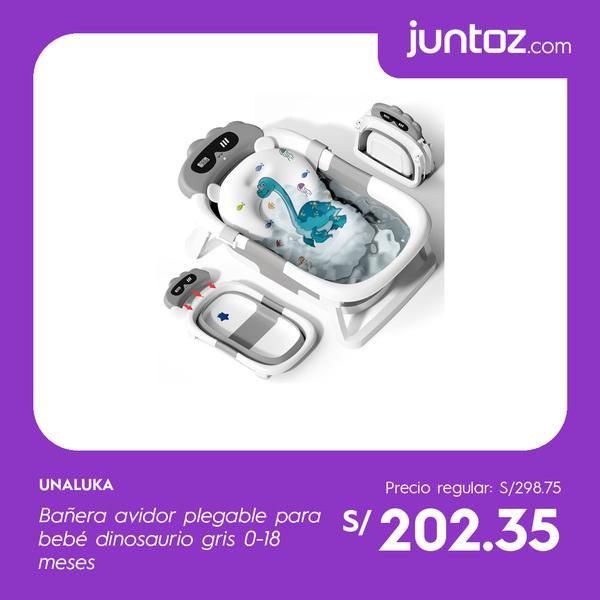 juntoz.com
UNALUKA
Bañera avidor plegable para
bebé dinosaurio gris 0-18
meses
Precio regular: S/298.75
S/202.35